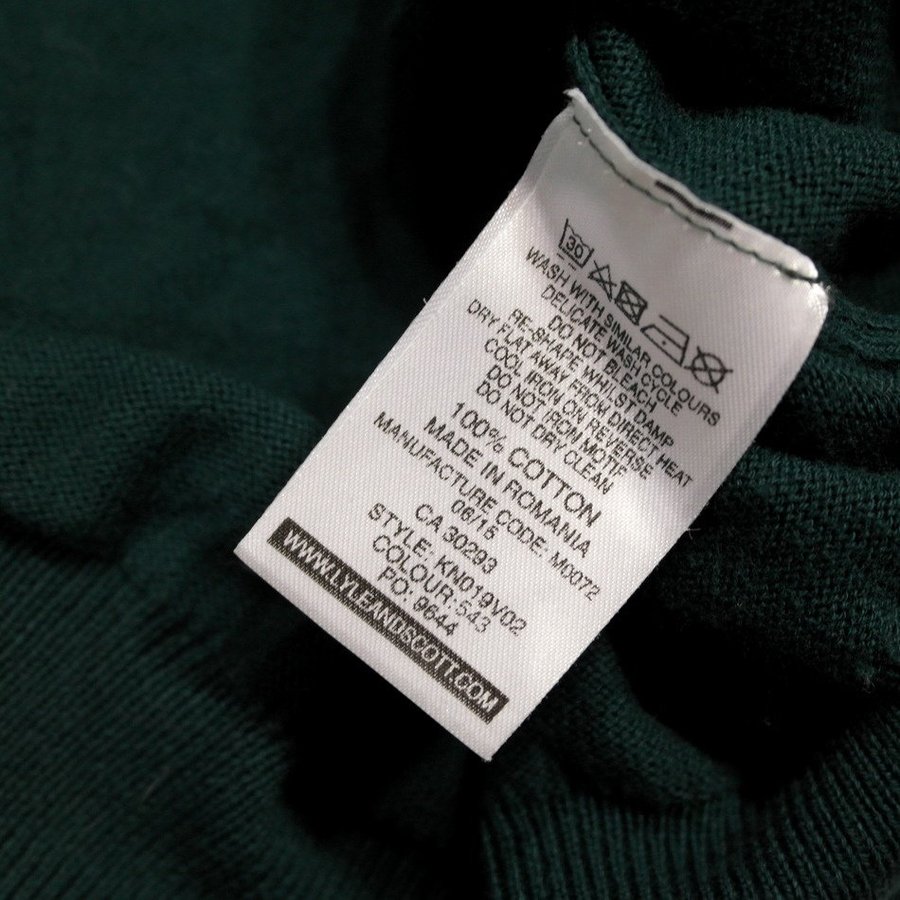 30
WASH WITH SIMILAR COLOURS
DELICATE WASH CYCLE
DO NOT BLEACH
RE-SHAPE WHILST DAMP
DRY FLAT AWAY FROM DIRECT HEAT
COOL IRON ON REVERSE
DO NOT IRON MOTIF
DO NOT DRY CLEAN
100% COTTON
MADE IN ROMANIA
MANUFACTURE CODE: M0072
06/15
CA 30293
STYLE: KN019V02
COLOUR:543
PO: 9644
WWW.LYLEANDSCOTT.COM